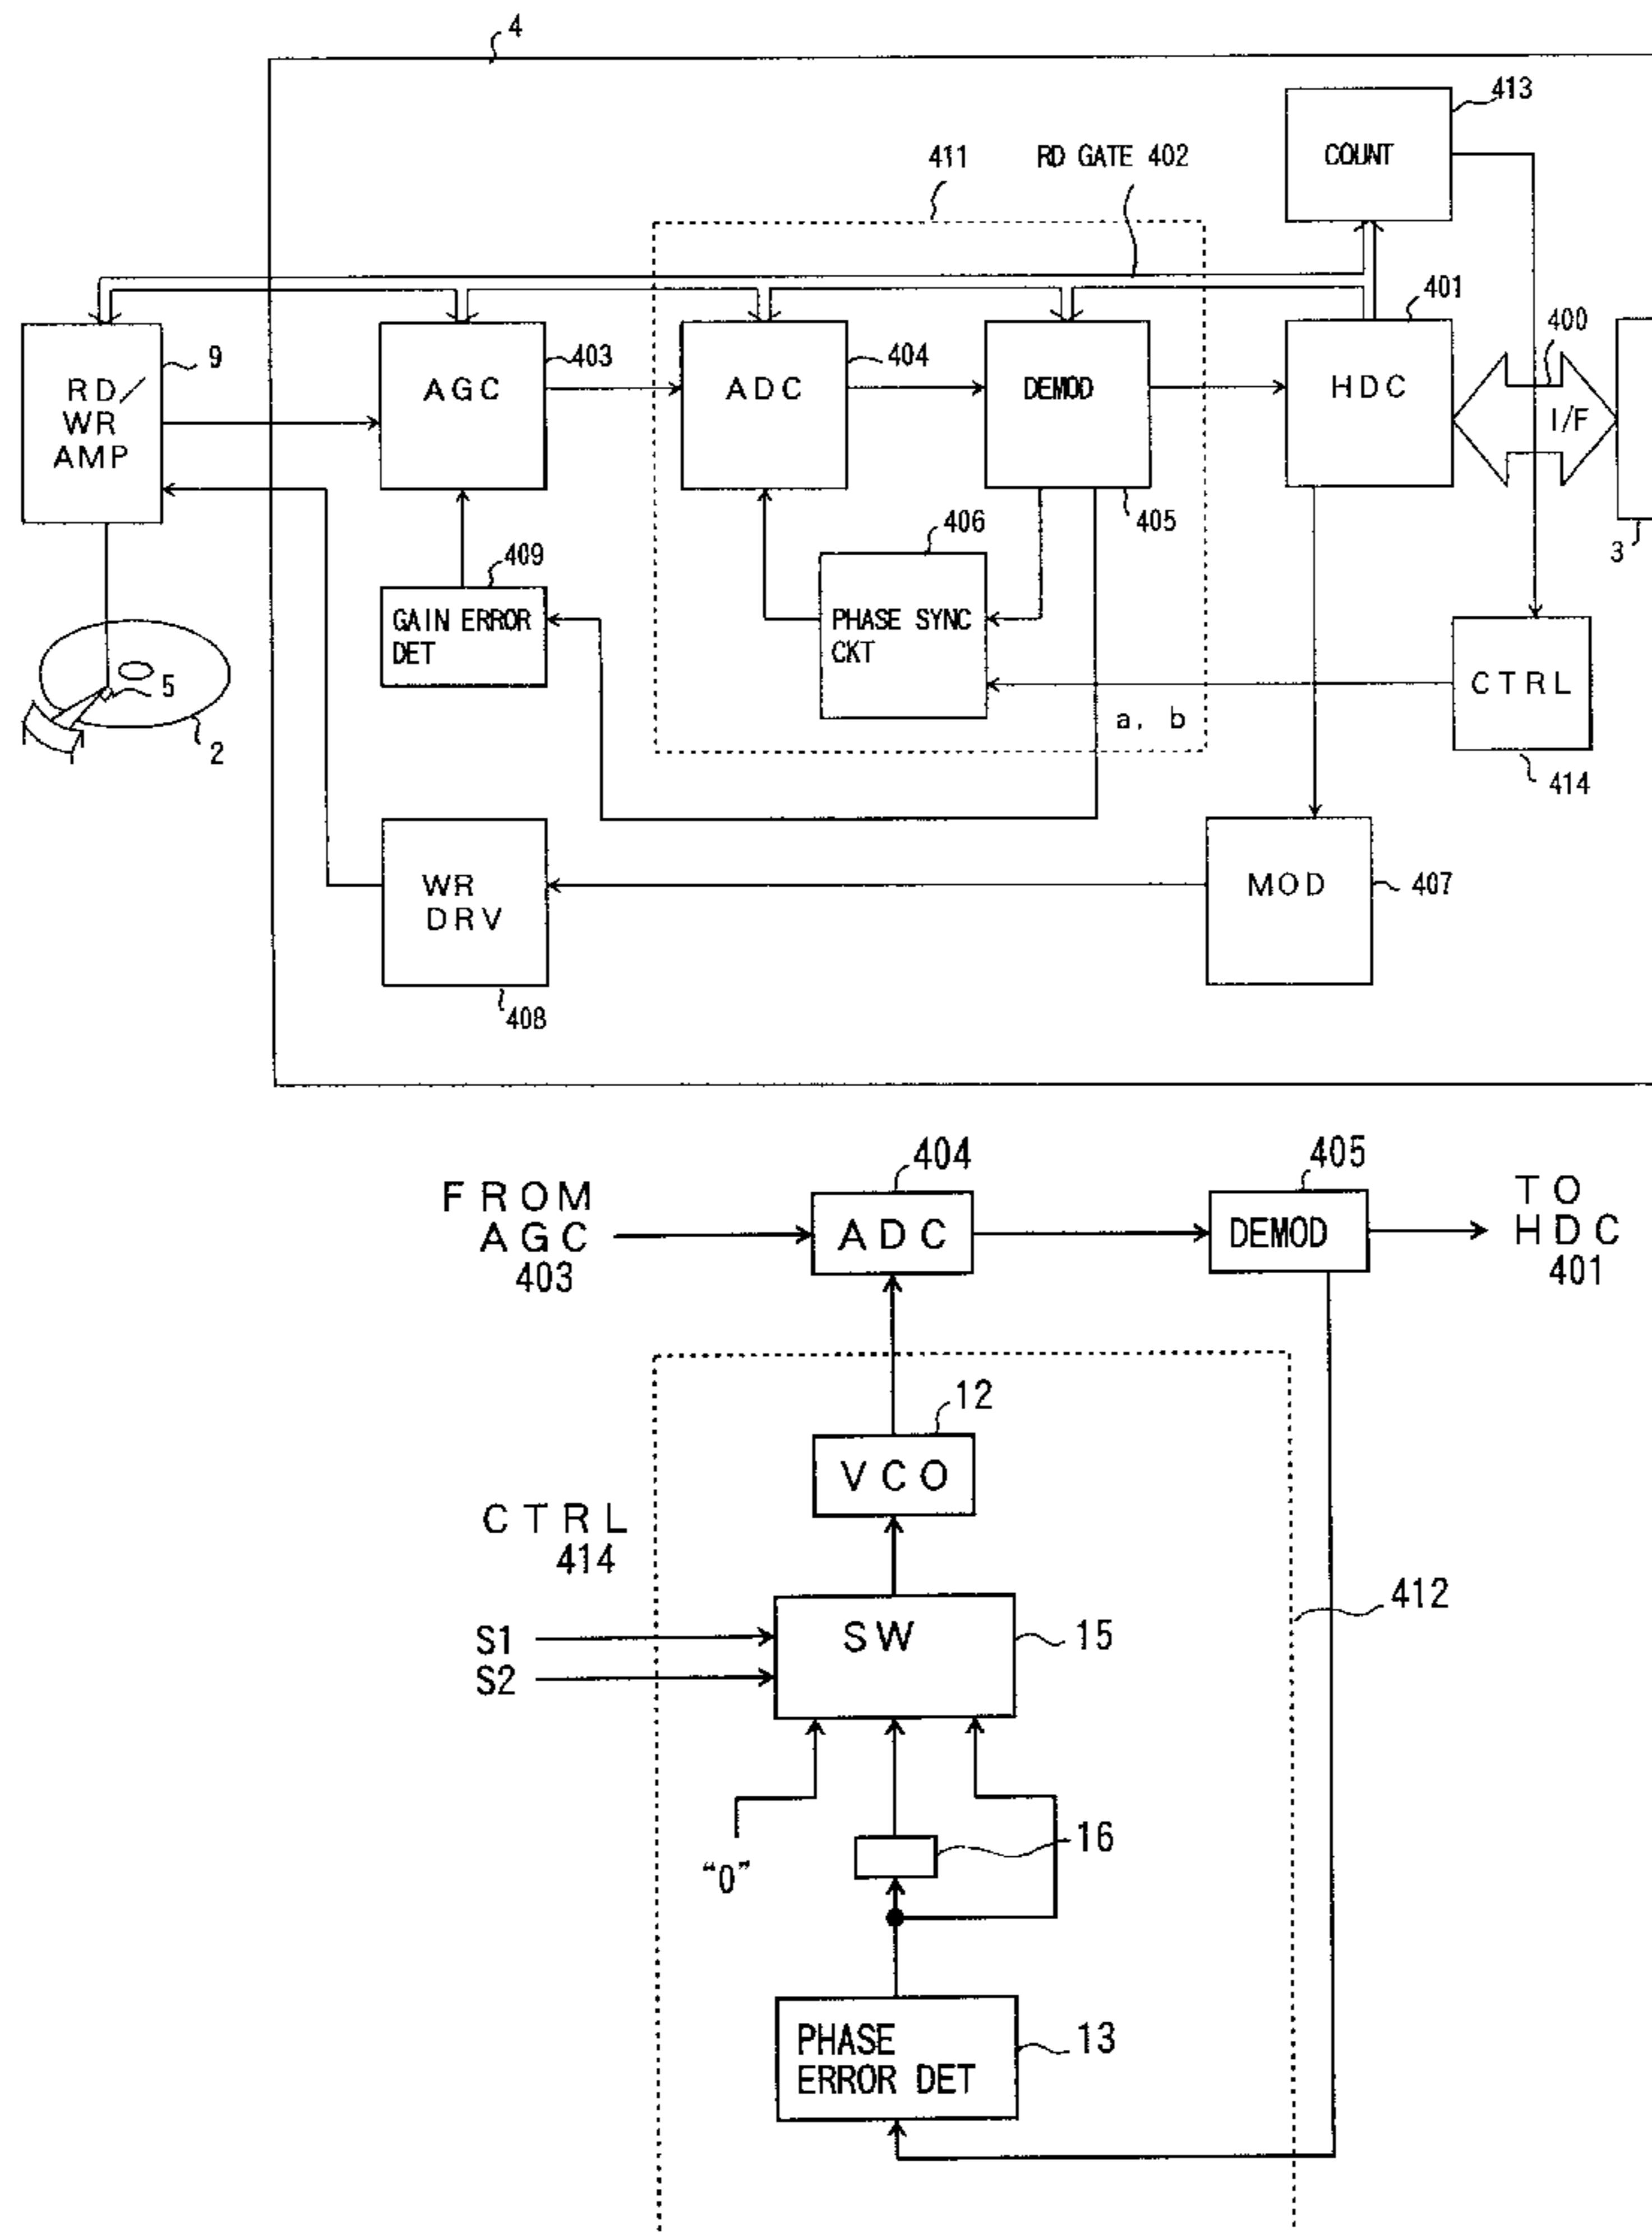 4
413
COUNT
411
RD GATE 402
401
400
9
RD/
WR
AMP
403
AGC
404
ADC
DEMOD
405
HDC
I/F
3
406
409
GAIN ERROR
DET
PHASE SYNC
CKT
CTRL
414
a, b
5
2
WR
DRV
408
MOD
407
FROM
AGC
403
404
ADC
405
DEMOD
TO
HDC
401
12
VCO
CTRL
414
412
S1
S2
SW
15
"0"
16
PHASE
ERROR DET
13